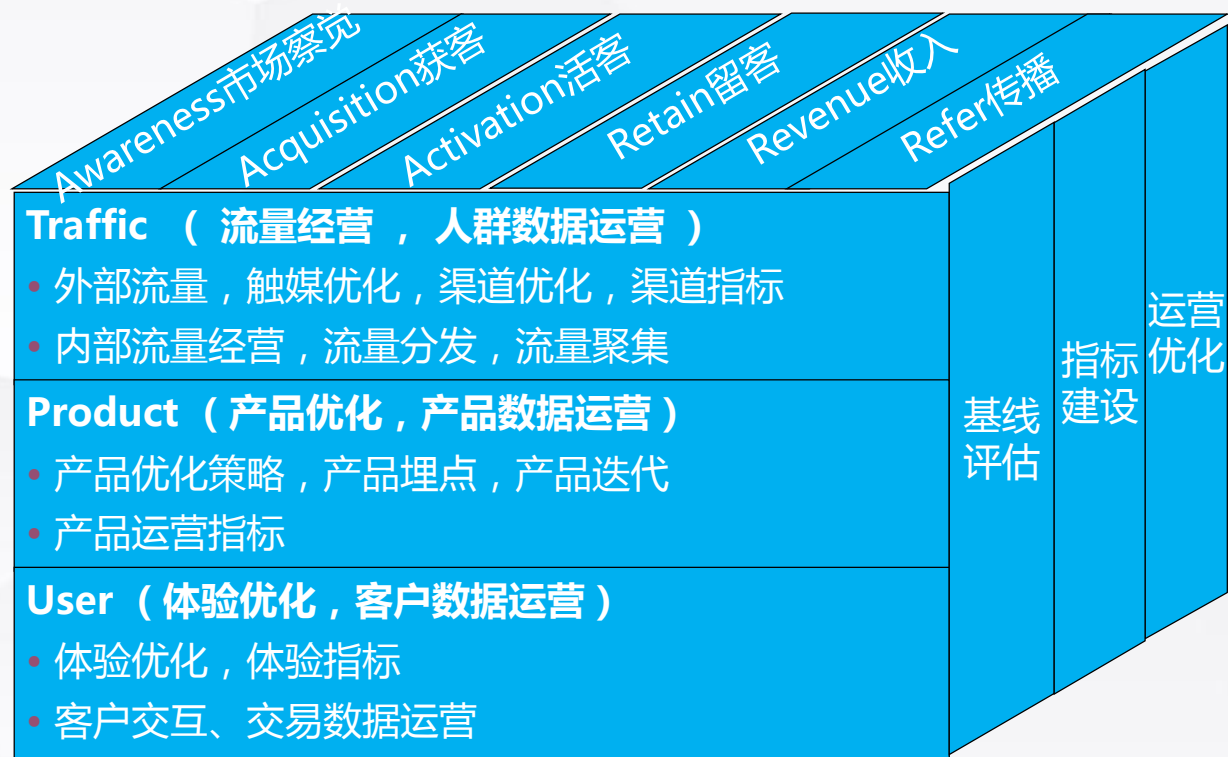 Awareness市场察觉
Acquisition获客
Activation活客
Retain留客
Revenue收入
Refer传播
Traffic （ 流量经营 ， 人群数据运营 ）
• 外部流量，触媒优化，渠道优化，渠道指标
• 内部流量经营，流量分发，流量聚集
Product （产品优化，产品数据运营）
• 产品优化策略，产品埋点，产品迭代
• 产品运营指标
User （体验优化，客户数据运营）
• 体验优化，体验指标
• 客户交互、交易数据运营
基线
评估
指标
建设
运营
优化